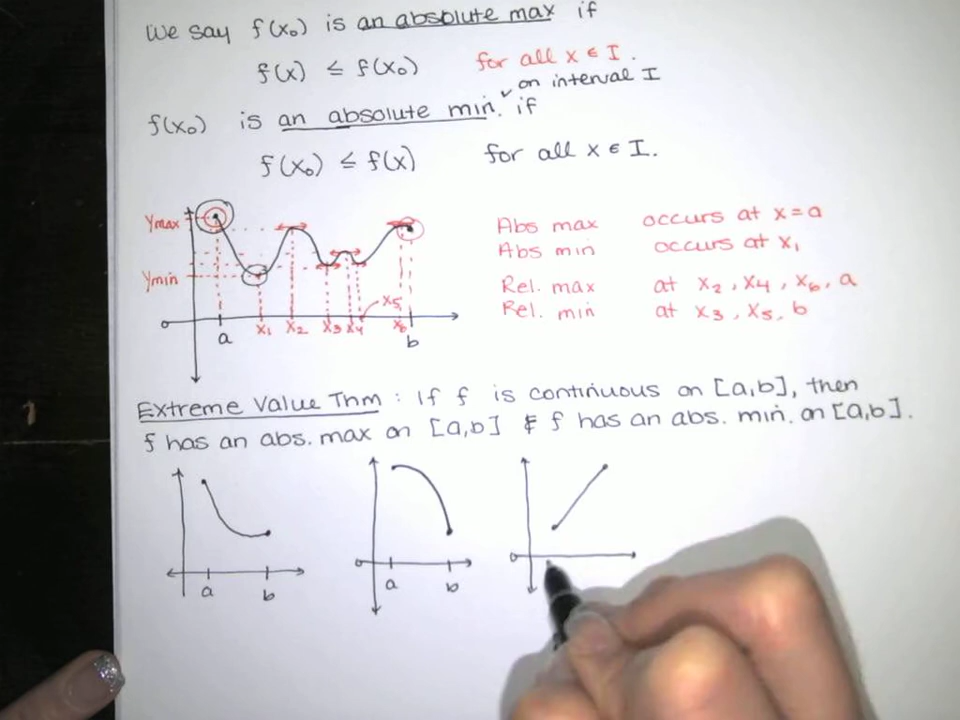 We say f(x₀) is an absolute max if
f(x) ≤ f(x₀) for all x ∈ I.
on interval I
f(x₀) is an absolute min. if
f(x₀) ≤ f(x) for all x ∈ I.
Ymax
Abs max occurs at x=a
Abs min occurs at x₁
Ymin
Rel. max at x₂, x₄, x₆, a
Rel. min at x₃, x₅, b
x₅
a x₁ x₂ x₃ x₄ x₆ b
Extreme Value Thm : If f is continuous on [a,b], then
f has an abs. max on [a,b] & f has an abs. min. on [a,b].
a b a b